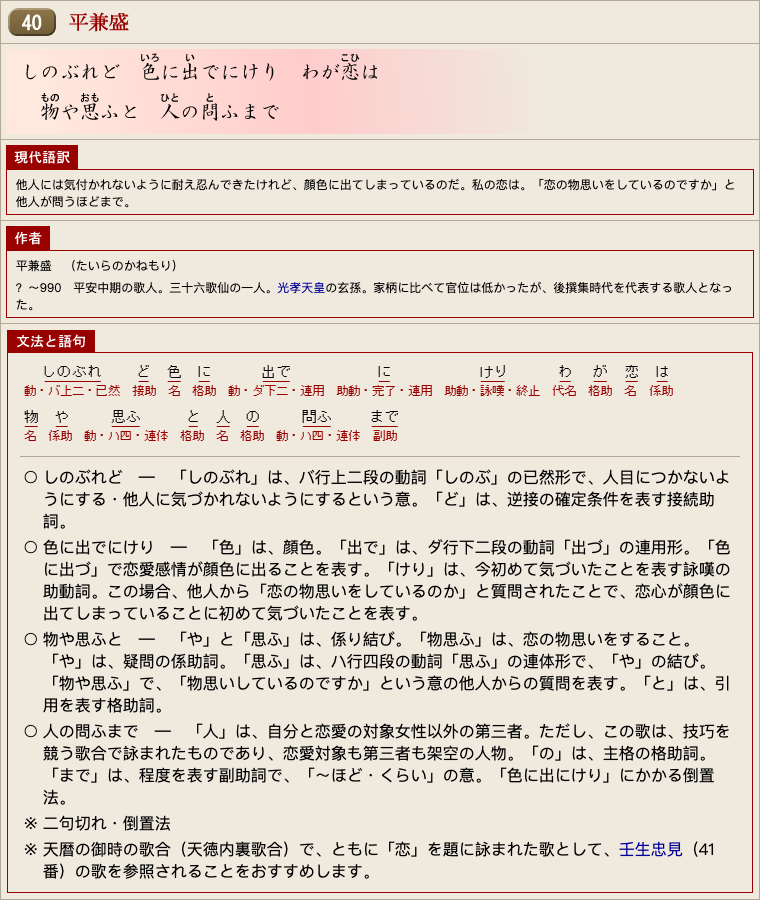 40 平兼盛
しのぶれど 色に出でにけり わが恋は
物や思ふと 人の問ふまで
現代語訳
他人には気付かれないように耐え忍んできたけれど、顔色に出てしまっているのだ。私の恋は。「恋の物思いをしているのですか」と
他人が問うほどまで。
作者
平兼盛 （たいらのかねもり）
？～990 平安中期の歌人。三十六歌仙の一人。光孝天皇の玄孫。家柄に比べて官位は低かったが、後撰集時代を代表する歌人となっ
た。
文法と語句
しのぶれ ど 色 に 出で に けり わ が 恋 は
動・バ上二・已然 接助 名 格助 動・ダ下二・連用 助動・完了・連用 助動・詠嘆・終止 代名 格助 名 係助
物 や 思ふ と 人 の 問ふ まで
名 係助 動・ハ四・連体 格助 名 格助 動・ハ四・連体 副助
○ しのぶれど ― 「しのぶれ」は、バ行上二段の動詞「しのぶ」の已然形で、人目につかないよ
うにする・他人に気づかれないようにするという意。「ど」は、逆接の確定条件を表す接続助
詞。
○ 色に出でにけり ― 「色」は、顔色。「出で」は、ダ行下二段の動詞「出づ」の連用形。「色
に出づ」で恋愛感情が顔色に出ることを表す。「けり」は、今初めて気づいたことを表す詠嘆の
助動詞。この場合、他人から「恋の物思いをしているのか」と質問されたことで、恋心が顔色に
出てしまっていることに初めて気づいたことを表す。
○ 物や思ふと ― 「や」と「思ふ」は、係り結び。「物思ふ」は、恋の物思いをすること。
「や」は、疑問の係助詞。「思ふ」は、ハ行四段の動詞「思ふ」の連体形で、「や」の結び。
「物や思ふ」で、「物思いしているのですか」という意の他人からの質問を表す。「と」は、引
用を表す格助詞。
○ 人の問ふまで ― 「人」は、自分と恋愛の対象女性以外の第三者。ただし、この歌は、技巧を
競う歌合で詠まれたものであり、恋愛対象も第三者も架空の人物。「の」は、主格の格助詞。
「まで」は、程度を表す副助詞で、「～ほど・くらい」の意。「色に出にけり」にかかる倒置
法。
※ 二句切れ・倒置法
※ 天暦の御時の歌合（天徳内裏歌合）で、ともに「恋」を題に詠まれた歌として、壬生忠見（41
番）の歌を参照されることをおすすめします。